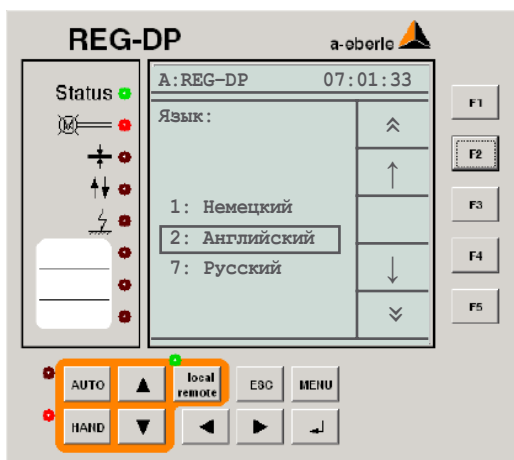 REG-DP
a-eberle
Status
A:REG-DP 07:01:33
Язык:
1: Немецкий
2: Английский
7: Русский
F1
F2
F3
F4
F5
AUTO
local
remote
ESC
MENU
HAND